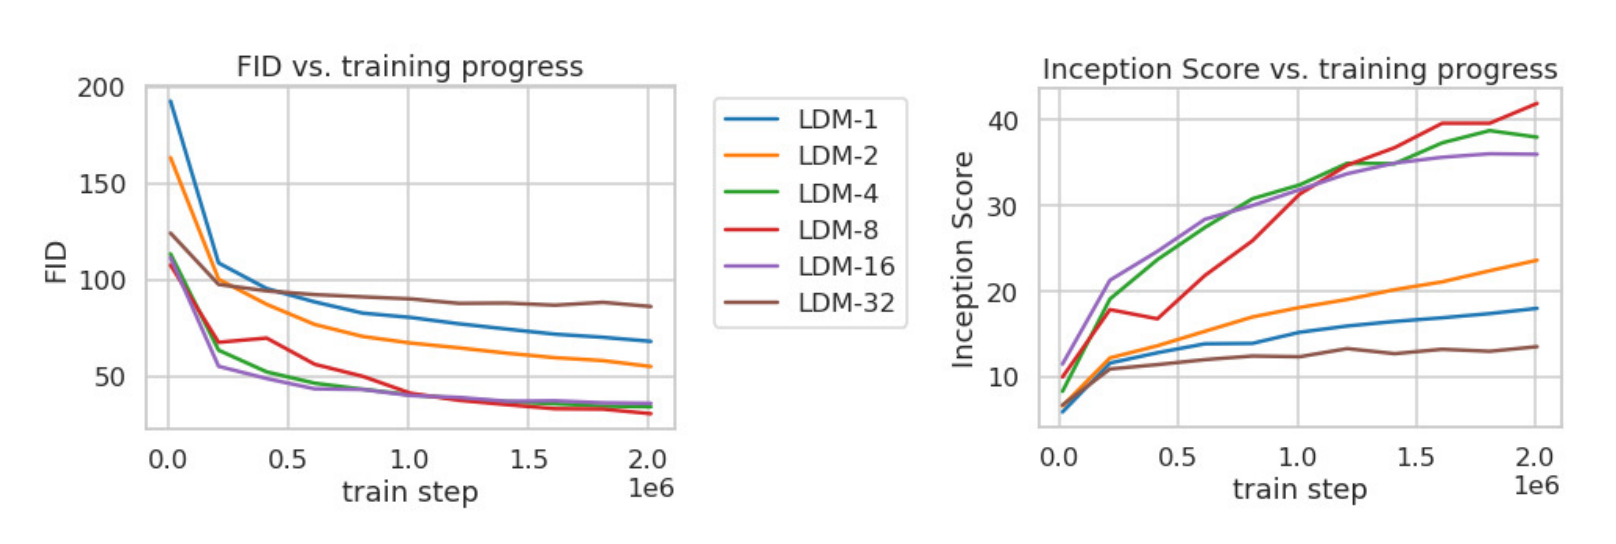 FID vs. training progress
200
150
100
50
FID
0.0 0.5 1.0 1.5 2.0
1e6
train step
LDM-1
LDM-2
LDM-4
LDM-8
LDM-16
LDM-32
Inception Score vs. training progress
40
30
20
10
Inception Score
0.0 0.5 1.0 1.5 2.0
1e6
train step